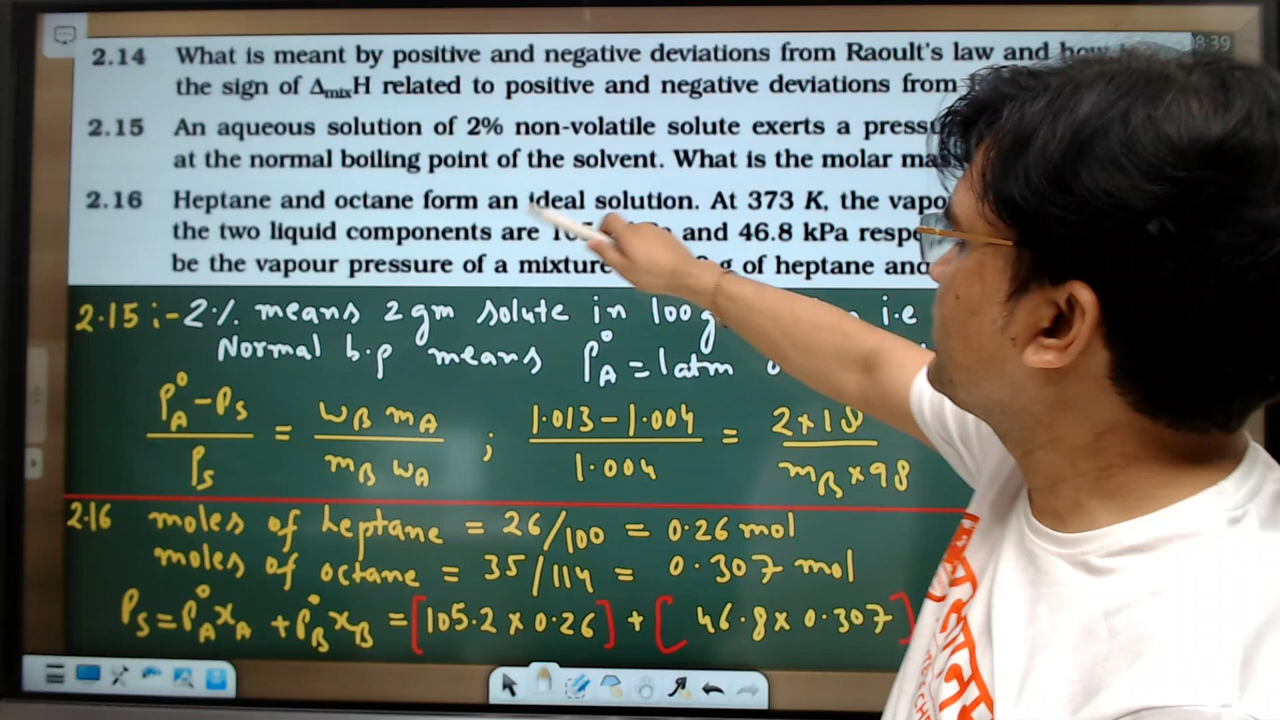 08:39
2.14 What is meant by positive and negative deviations from Raoult's law and how
the sign of ΔmixH related to positive and negative deviations from
2.15 An aqueous solution of 2% non-volatile solute exerts a
at the normal boiling point of the solvent. What is the molar
2.16 Heptane and octane form an ideal solution. At 373 K, the
the two liquid components are and 46.8 kPa
be the vapour pressure of a mixture g of heptane and
2.15 :- 2% means 2 gm solute in 100 i.e
Normal b.p means P°A = 1atm
P°A - Ps / Ps = wB mA / mB wA ; 1.013 - 1.004 / 1.004 = 2×18 / mB × 98
2.16 moles of heptane = 26/100 = 0.26 mol
moles of octane = 35/114 = 0.307 mol
Ps = P°A xA + P°B xB = [105.2 × 0.26] + [46.8 × 0.307]